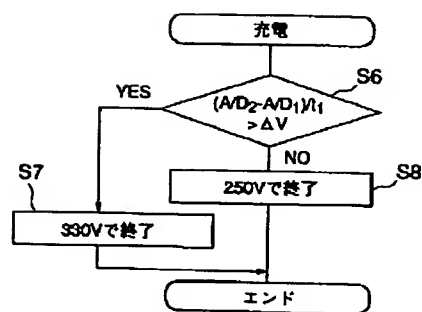 充電
S6
YES
(A/D2-A/D1)/t1
>ΔV
NO
S7
250Vで終了
S8
330Vで終了
エンド